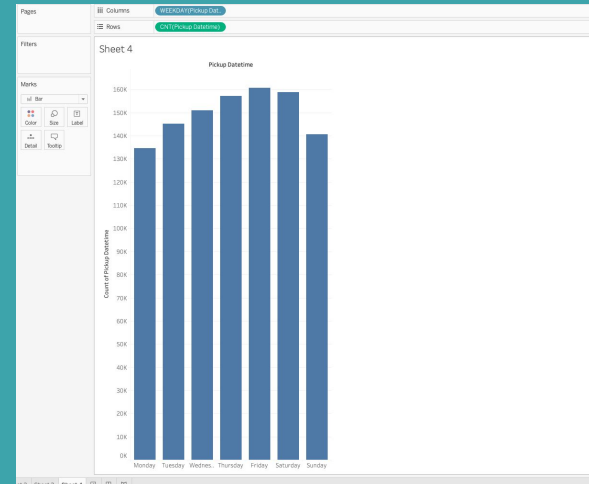 Pages
Columns
WEEKDAY(Pickup Dat..
Rows
CNT(Pickup Datetime)
Filters
Sheet 4
Pickup Datetime
Marks
Bar
Color Size Label
Detail Tooltip
Count of Pickup Datetime
160K
150K
140K
130K
120K
110K
100K
90K
80K
70K
60K
50K
40K
30K
20K
10K
0K
Monday Tuesday Wednes.. Thursday Friday Saturday Sunday